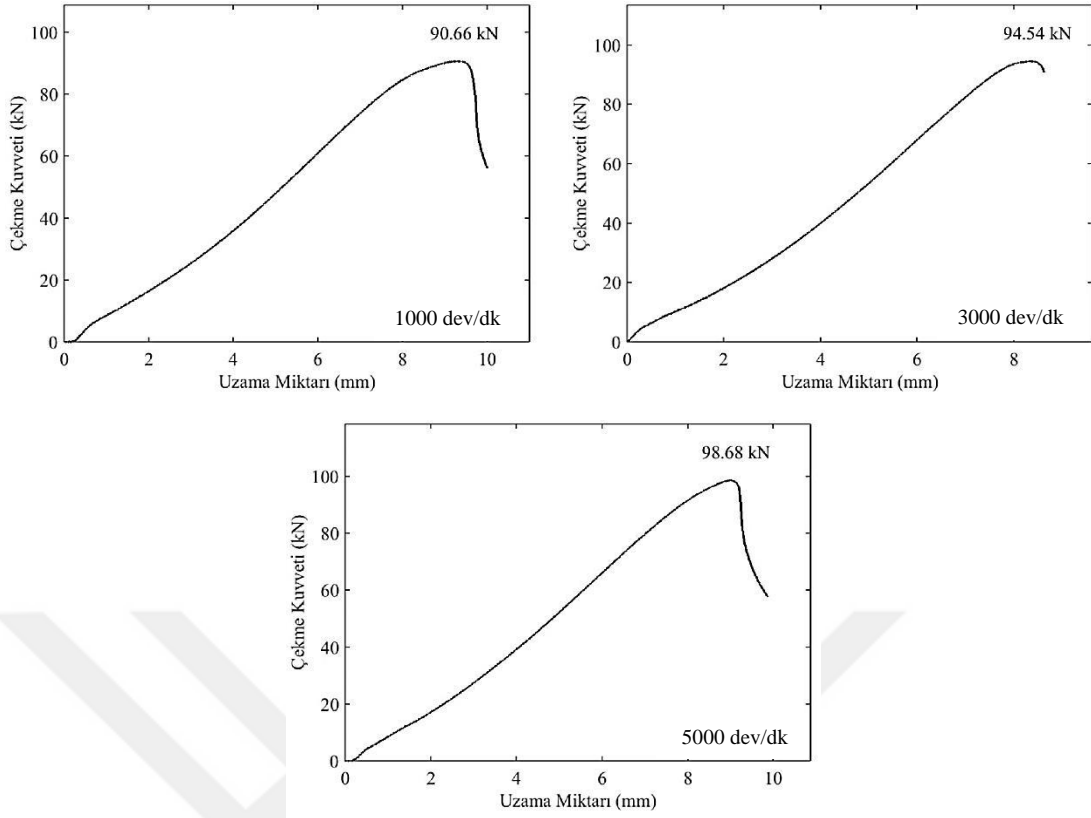 90.66 kN
100
80
60
40
20
0
Çekme Kuvveti (kN)
1000 dev/dk
0 2 4 6 8 10
Uzama Miktarı (mm)
94.54 kN
100
80
60
40
20
0
Çekme Kuvveti (kN)
3000 dev/dk
0 2 4 6 8
Uzama Miktarı (mm)
98.68 kN
100
80
60
40
20
0
Çekme Kuvveti (kN)
5000 dev/dk
0 2 4 6 8 10
Uzama Miktarı (mm)